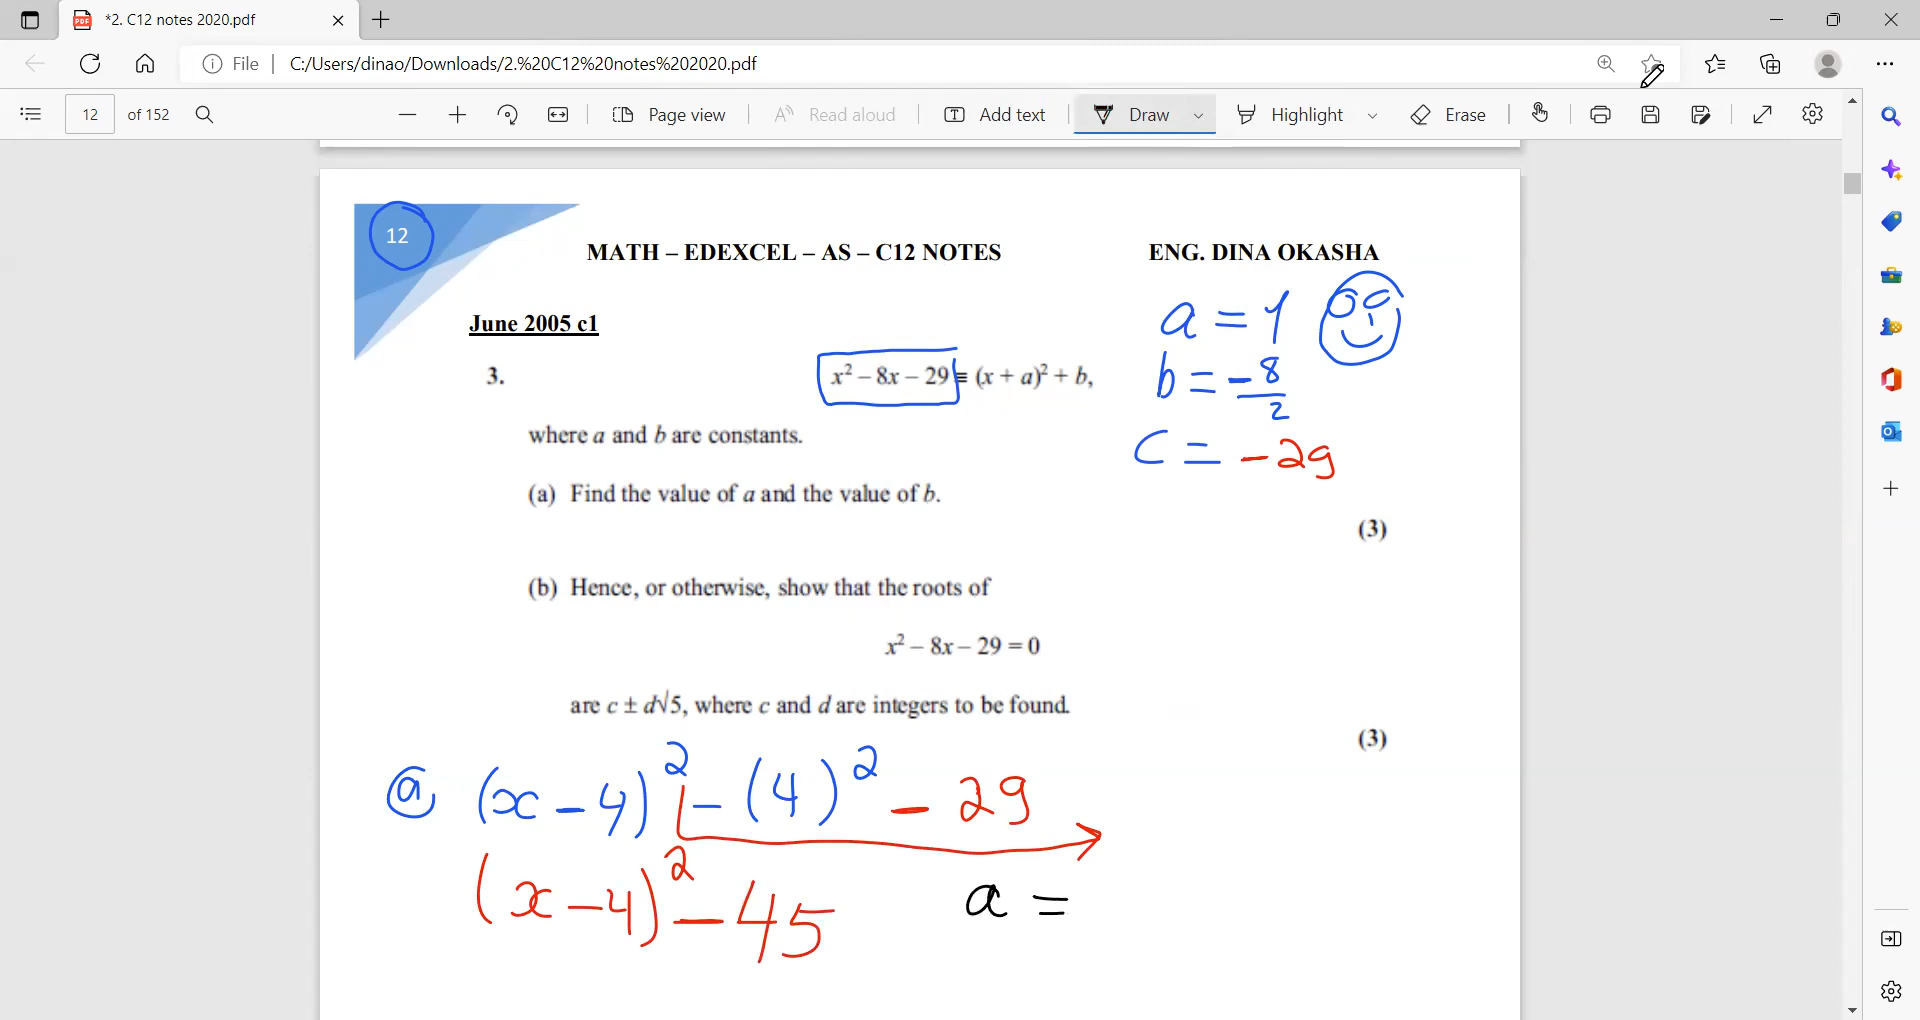 *2. C12 notes 2020.pdf
File | C:/Users/dinao/Downloads/2.%20C12%20notes%202020.pdf
12 of 152 Page view Read aloud Add text Draw Highlight Erase
12
MATH – EDEXCEL – AS – C12 NOTES ENG. DINA OKASHA
June 2005 c1
a = 1
3. x² – 8x – 29 ≡ (x + a)² + b,
b = -8/2
where a and b are constants.
c = -29
(a) Find the value of a and the value of b.
(3)
(b) Hence, or otherwise, show that the roots of
x² – 8x – 29 = 0
are c ± d√5, where c and d are integers to be found.
(3)
ⓐ (x - 4)² - (4)² - 29
(x - 4)² - 45 a =